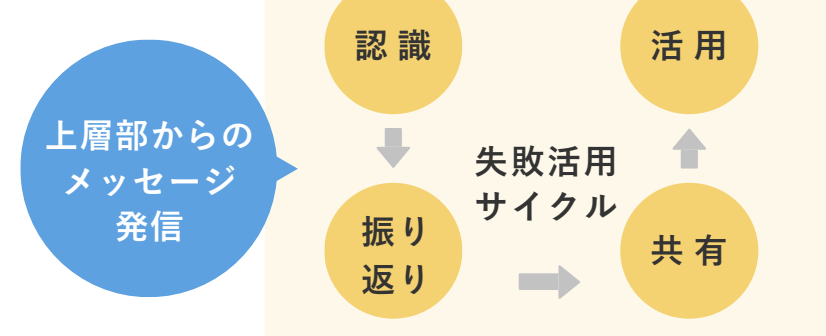 上層部からの
メッセージ
発信
認識
振り
返り
失敗活用
サイクル
共有
活用